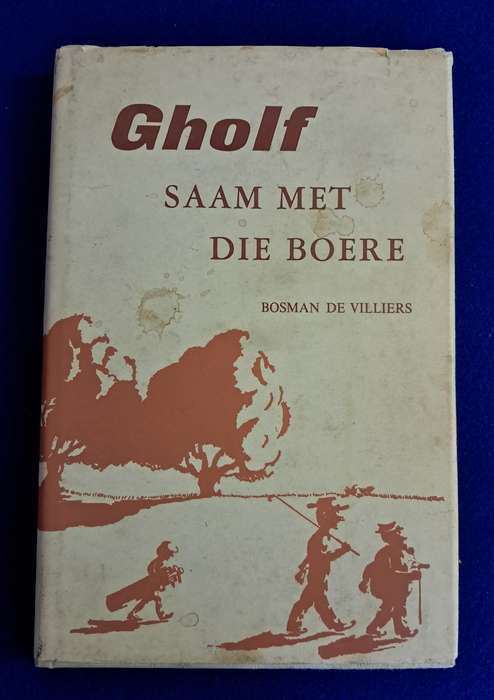 Gholf
SAAM MET
DIE BOERE
BOSMAN DE VILLIERS